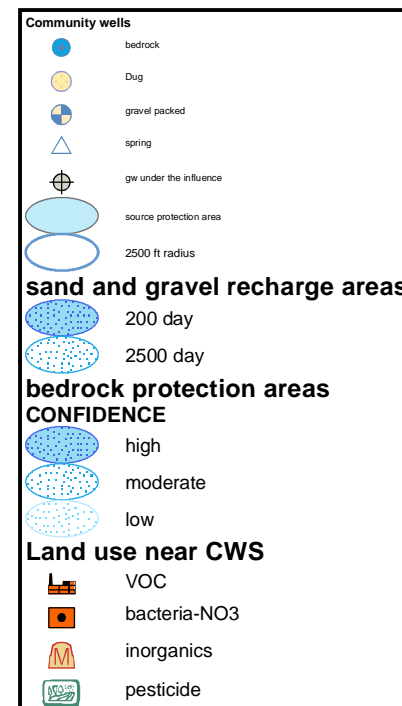 Community wells
bedrock
Dug
gravel packed
spring
gw under the influence
source protection area
2500 ft radius
sand and gravel recharge areas
200 day
2500 day
bedrock protection areas
CONFIDENCE
high
moderate
low
Land use near CWS
VOC
bacteria-NO3
M inorganics
pesticide